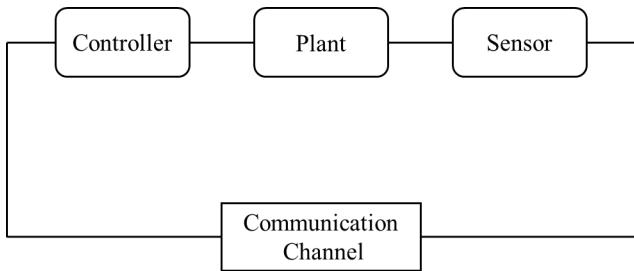 Controller
Plant
Sensor
Communication
Channel